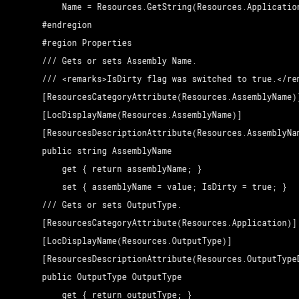 Name = Resources.GetString(Resources.Application
#endregion
#region Properties
/// Gets or sets Assembly Name.
/// <remarks>IsDirty flag was switched to true.</rem
[ResourcesCategoryAttribute(Resources.AssemblyName)]
[LocDisplayName(Resources.AssemblyName)]
[ResourcesDescriptionAttribute(Resources.AssemblyNam
public string AssemblyName
get { return assemblyName; }
set { assemblyName = value; IsDirty = true; }
/// Gets or sets OutputType.
[ResourcesCategoryAttribute(Resources.Application)]
[LocDisplayName(Resources.OutputType)]
[ResourcesDescriptionAttribute(Resources.OutputTypeD
public OutputType OutputType
get { return outputType; }